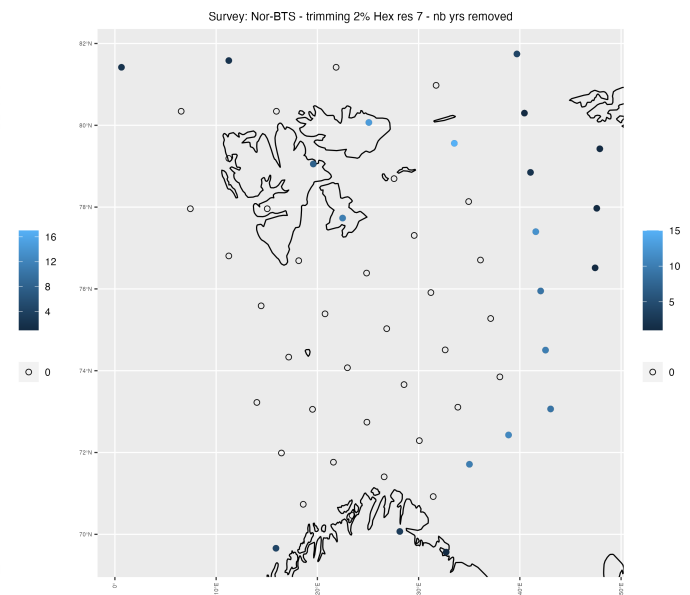 Survey: Nor-BTS - trimming 2% Hex res 7 - nb yrs removed
82°N
80°N
78°N
76°N
74°N
72°N
70°N
0°
10°E
20°E
30°E
40°E
50°E
16
12
8
4
0
15
10
5
0